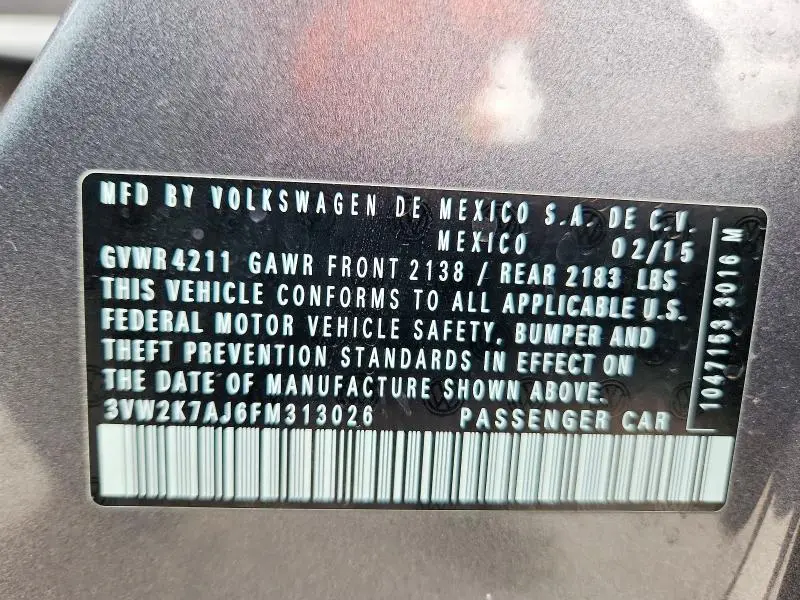 MFD BY VOLKSWAGEN DE MEXICO S.A. DE C.V.
MEXICO 02/15
GVWR 4211 GAWR FRONT 2138 / REAR 2183 LBS
THIS VEHICLE CONFORMS TO ALL APPLICABLE U.S.
FEDERAL MOTOR VEHICLE SAFETY, BUMPER AND
THEFT PREVENTION STANDARDS IN EFFECT ON
THE DATE OF MANUFACTURE SHOWN ABOVE.
3VW2K7AJ6FM313026 PASSENGER CAR
1047153 3016 M